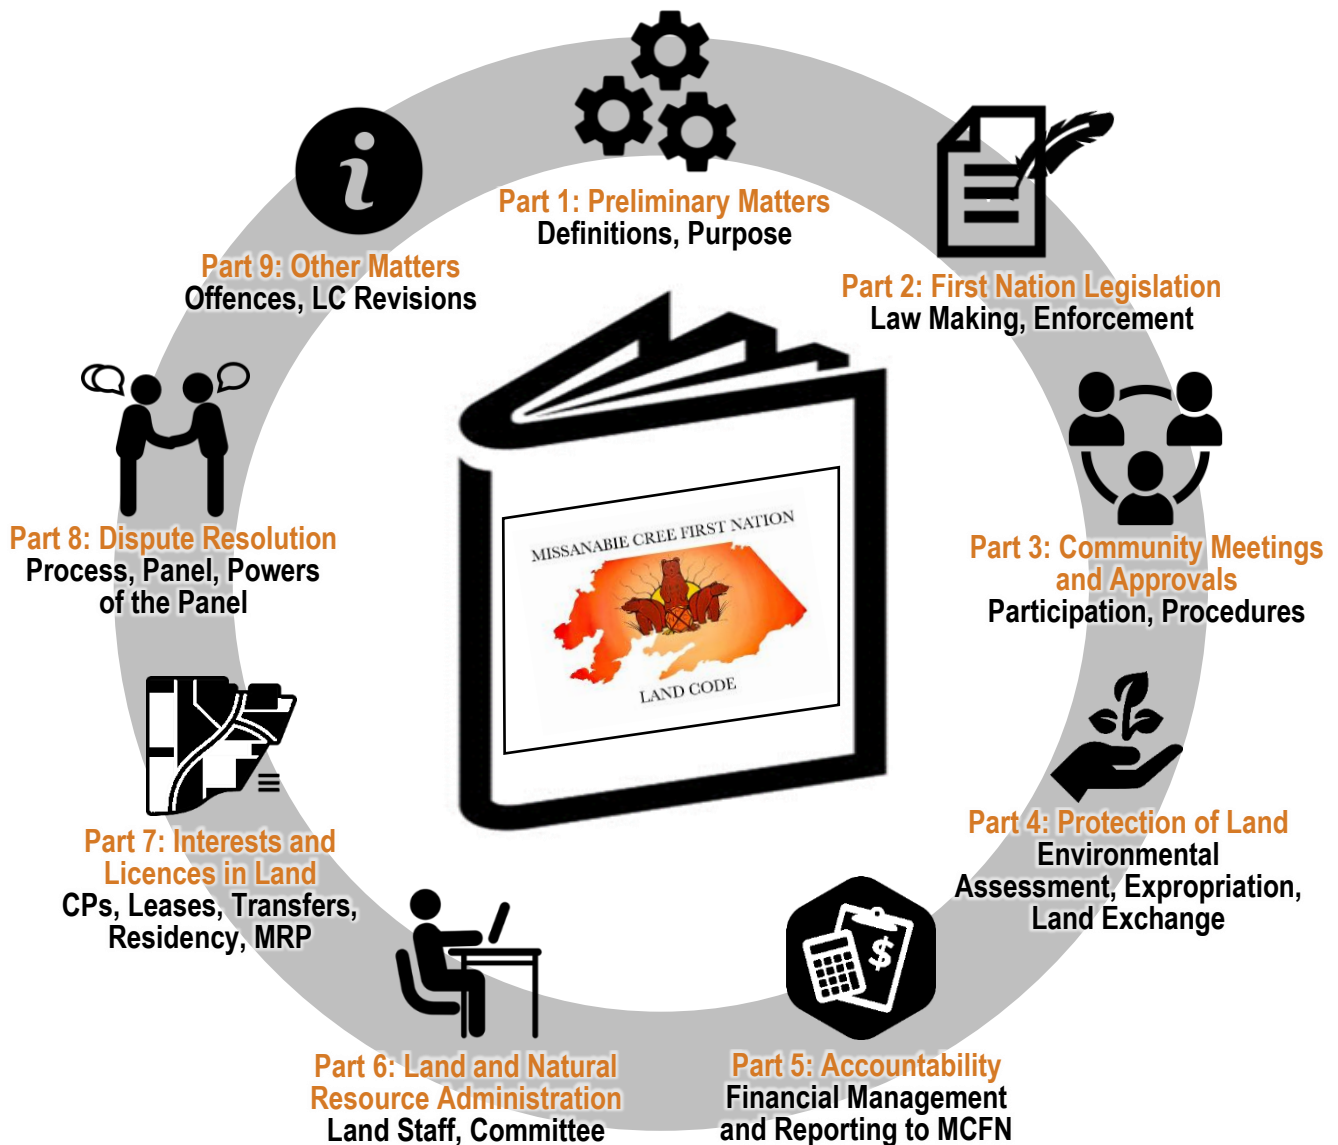 Part 1: Preliminary Matters
Definitions, Purpose
Part 2: First Nation Legislation
Law Making, Enforcement
Part 3: Community Meetings
and Approvals
Participation, Procedures
Part 4: Protection of Land
Environmental
Assessment, Expropriation,
Land Exchange
Part 5: Accountability
Financial Management
and Reporting to MCFN
Part 6: Land and Natural
Resource Administration
Land Staff, Committee
Part 7: Interests and
Licences in Land
CPs, Leases, Transfers,
Residency, MRP
Part 8: Dispute Resolution
Process, Panel, Powers
of the Panel
Part 9: Other Matters
Offences, LC Revisions
MISSANABIE CREE FIRST NATION
LAND CODE
i
$